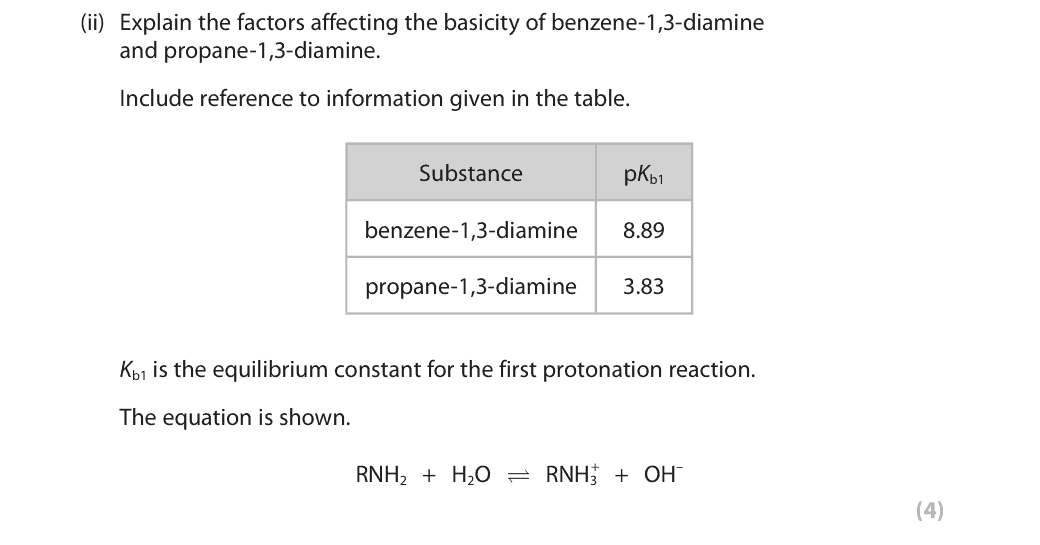 (ii) Explain the factors affecting the basicity of benzene-1,3-diamine
and propane-1,3-diamine.
Include reference to information given in the table.
Substance pKb1
benzene-1,3-diamine 8.89
propane-1,3-diamine 3.83
Kb1 is the equilibrium constant for the first protonation reaction.
The equation is shown.
RNH₂ + H₂O ⇌ RNH₃⁺ + OH⁻
(4)